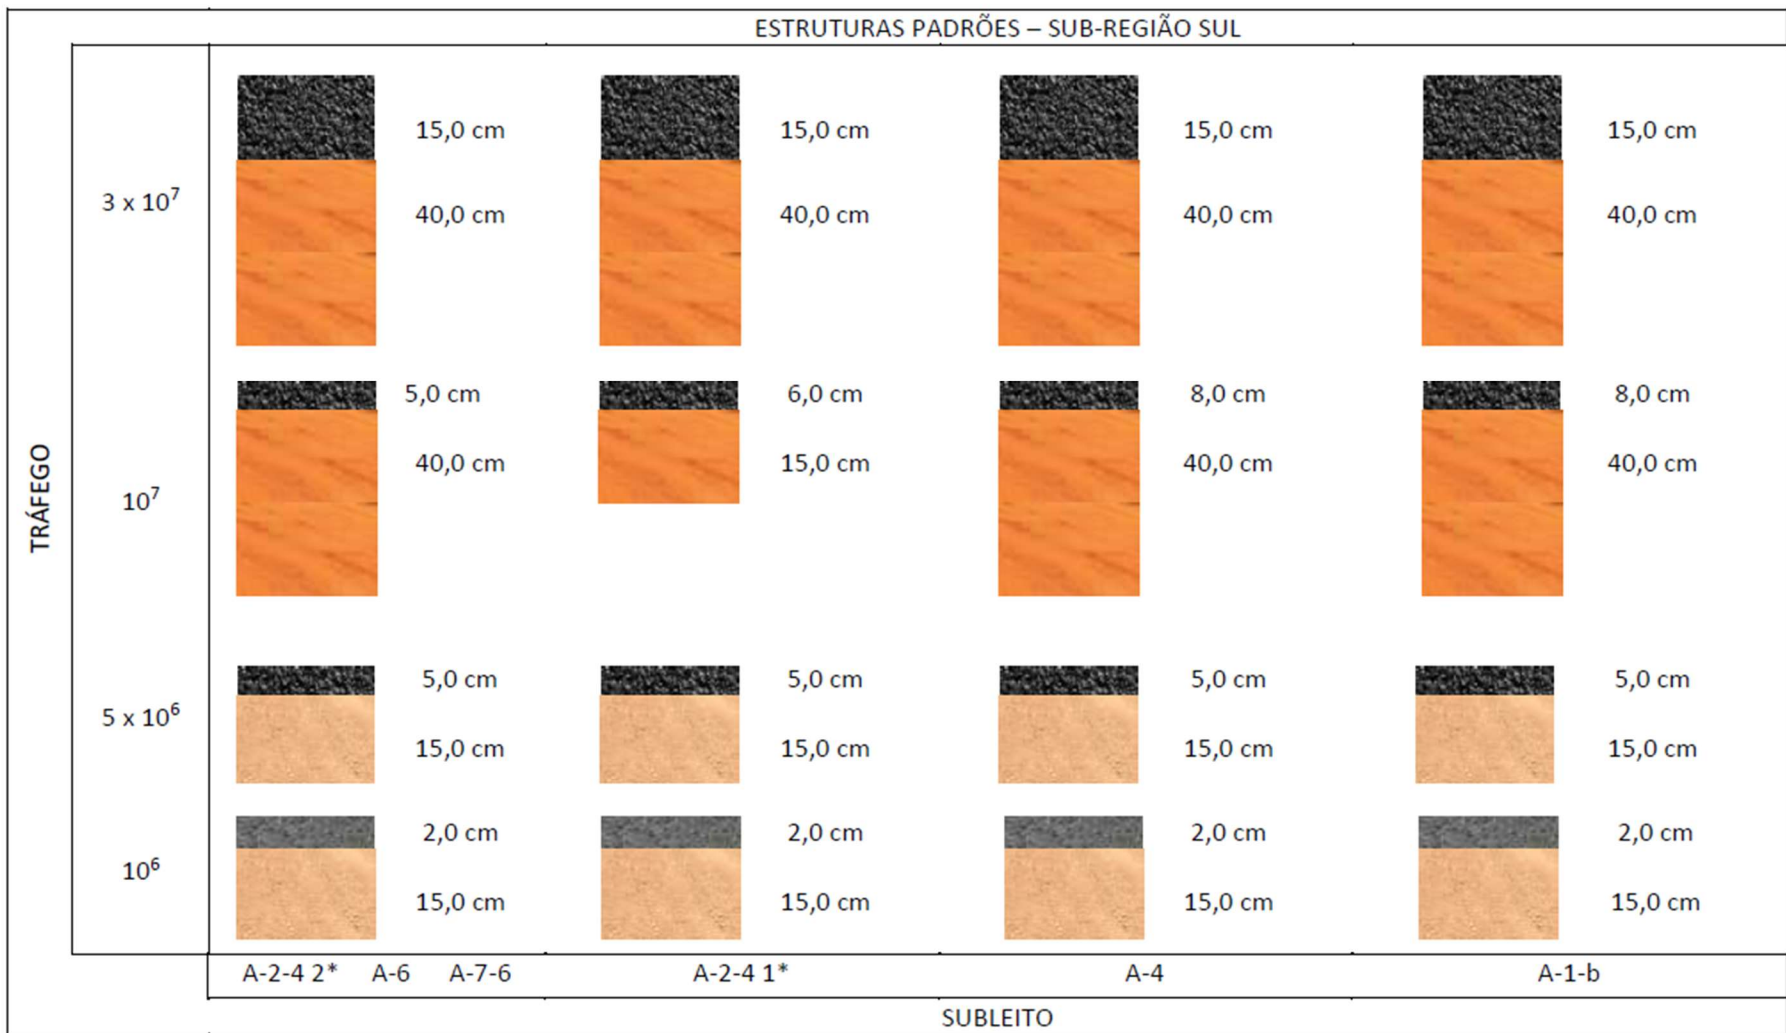 ESTRUTURAS PADRÕES – SUB-REGIÃO SUL
15,0 cm 15,0 cm 15,0 cm 15,0 cm
3 x 10⁷
40,0 cm 40,0 cm 40,0 cm 40,0 cm
5,0 cm 6,0 cm 8,0 cm 8,0 cm
40,0 cm 15,0 cm 40,0 cm 40,0 cm
10⁷
TRÁFEGO
5,0 cm 5,0 cm 5,0 cm 5,0 cm
5 x 10⁶
15,0 cm 15,0 cm 15,0 cm 15,0 cm
2,0 cm 2,0 cm 2,0 cm 2,0 cm
10⁶
15,0 cm 15,0 cm 15,0 cm 15,0 cm
A-2-4 2* A-6 A-7-6 A-2-4 1* A-4 A-1-b
SUBLEITO